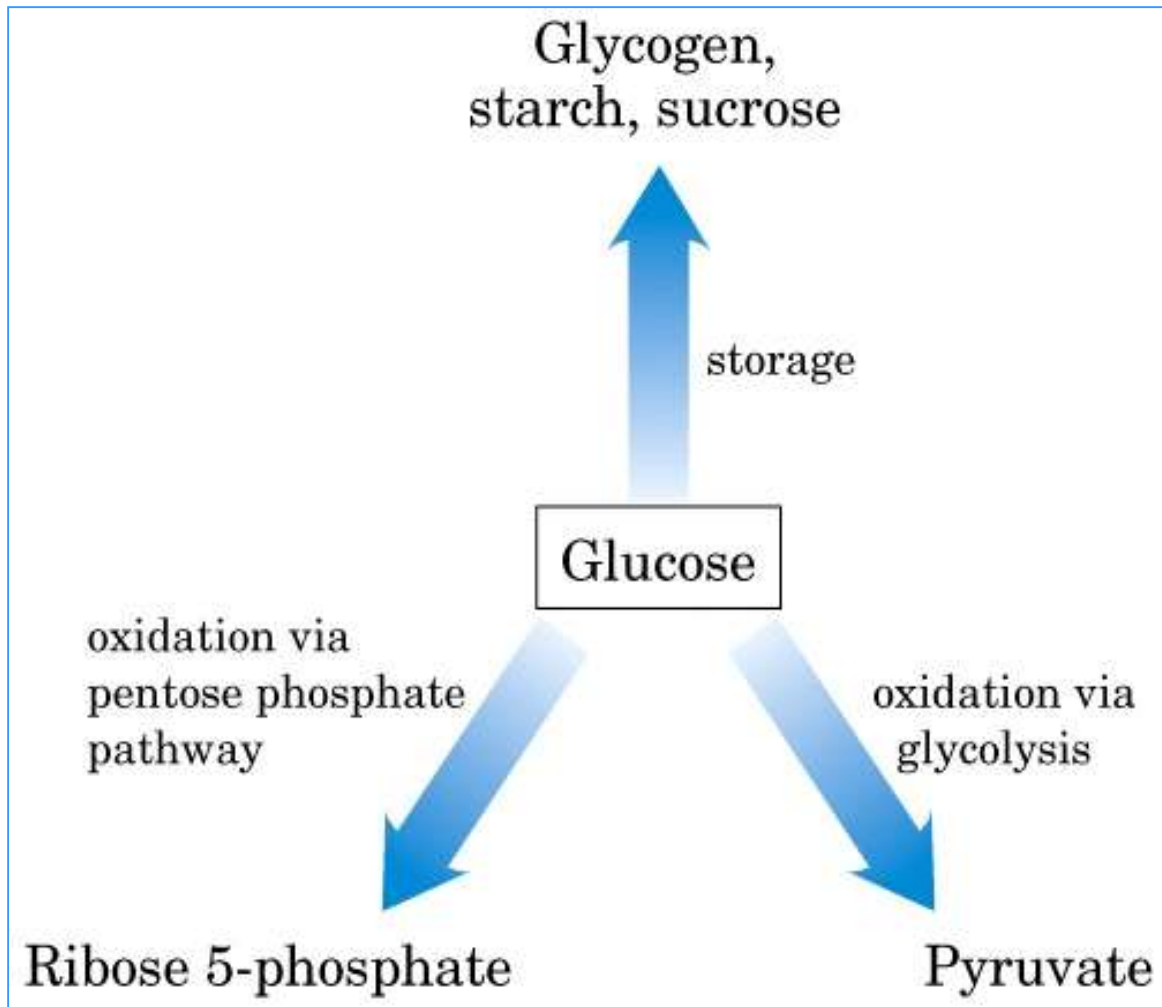 Glycogen,
starch, sucrose
storage
Glucose
oxidation via
pentose phosphate
pathway
oxidation via
glycolysis
Ribose 5-phosphate
Pyruvate